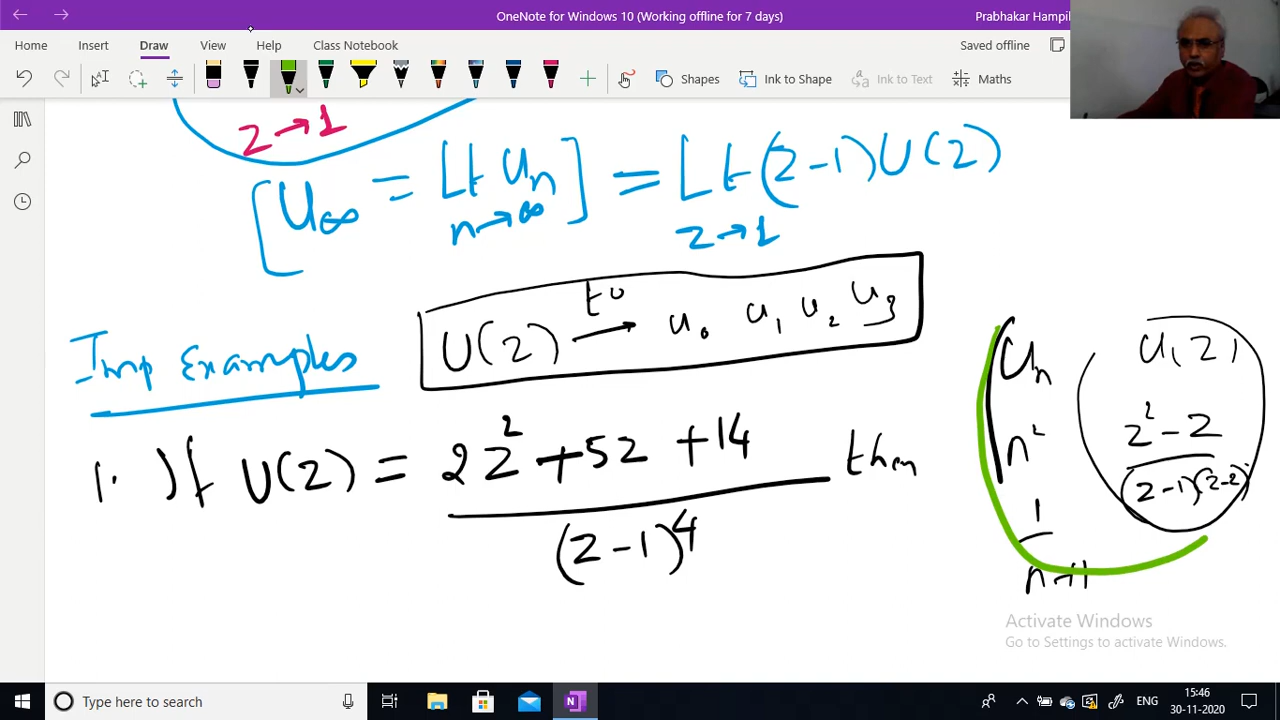 OneNote for Windows 10 (Working offline for 7 days)
Prabhakar Hampil
Home Insert Draw View Help Class Notebook
Saved offline
Shapes Ink to Shape Ink to Text Maths
z→1
[U∞ = Lt Un] = Lt (z-1) U(z)
n→∞ z→1
U(z) to→ u0 u1 u2 u3
Imp Examples
1. If U(z) = 2z² + 5z + 14 then
(z-1)⁴
Un U(z)
n² z² - z
(z-1)(z-2)
1
n+1
Activate Windows
Go to Settings to activate Windows.
Type here to search
ENG
15:46
30-11-2020